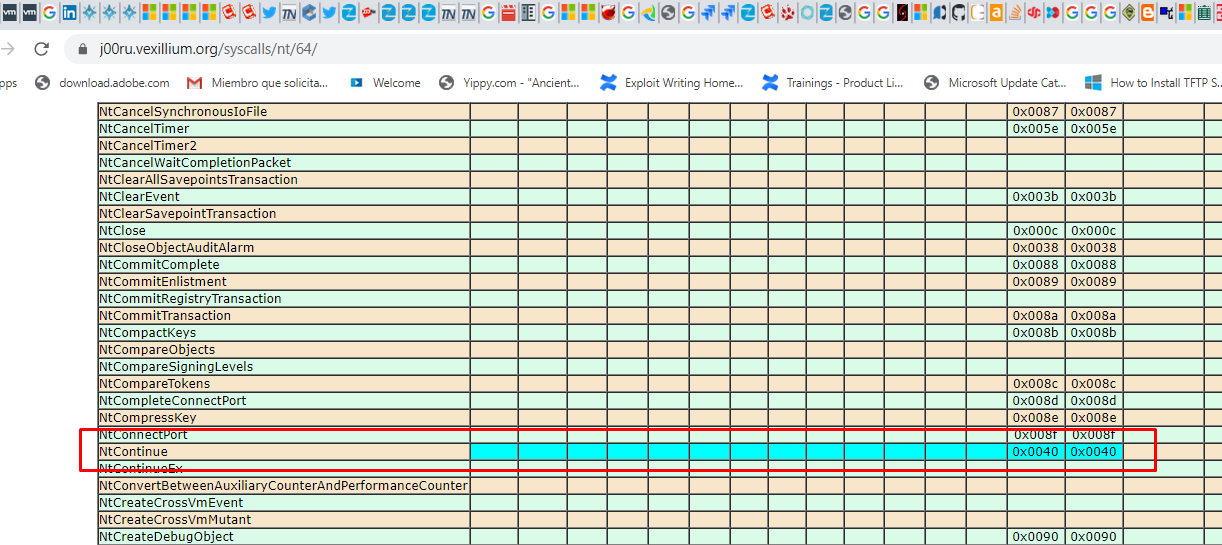 j00ru.vexillium.org/syscalls/nt/64/
pps download.adobe.com Miembro que solicita... Welcome Yippy.com - "Ancient... Exploit Writing Home... Trainings - Product Li... Microsoft Update Cat... How to Install TFTP S...
NtCancelSynchronousIoFile 0x0087 0x0087
NtCancelTimer 0x005e 0x005e
NtCancelTimer2
NtCancelWaitCompletionPacket
NtClearAllSavepointsTransaction
NtClearEvent 0x003b 0x003b
NtClearSavepointTransaction
NtClose 0x000c 0x000c
NtCloseObjectAuditAlarm 0x0038 0x0038
NtCommitComplete 0x0088 0x0088
NtCommitEnlistment 0x0089 0x0089
NtCommitRegistryTransaction
NtCommitTransaction 0x008a 0x008a
NtCompactKeys 0x008b 0x008b
NtCompareObjects
NtCompareSigningLevels
NtCompareTokens 0x008c 0x008c
NtCompleteConnectPort 0x008d 0x008d
NtCompressKey 0x008e 0x008e
NtConnectPort 0x008f 0x008f
NtContinue 0x0040 0x0040
NtContinueEx
NtConvertBetweenAuxiliaryCounterAndPerformanceCounter
NtCreateCrossVmEvent
NtCreateCrossVmMutant
NtCreateDebugObject 0x0090 0x0090